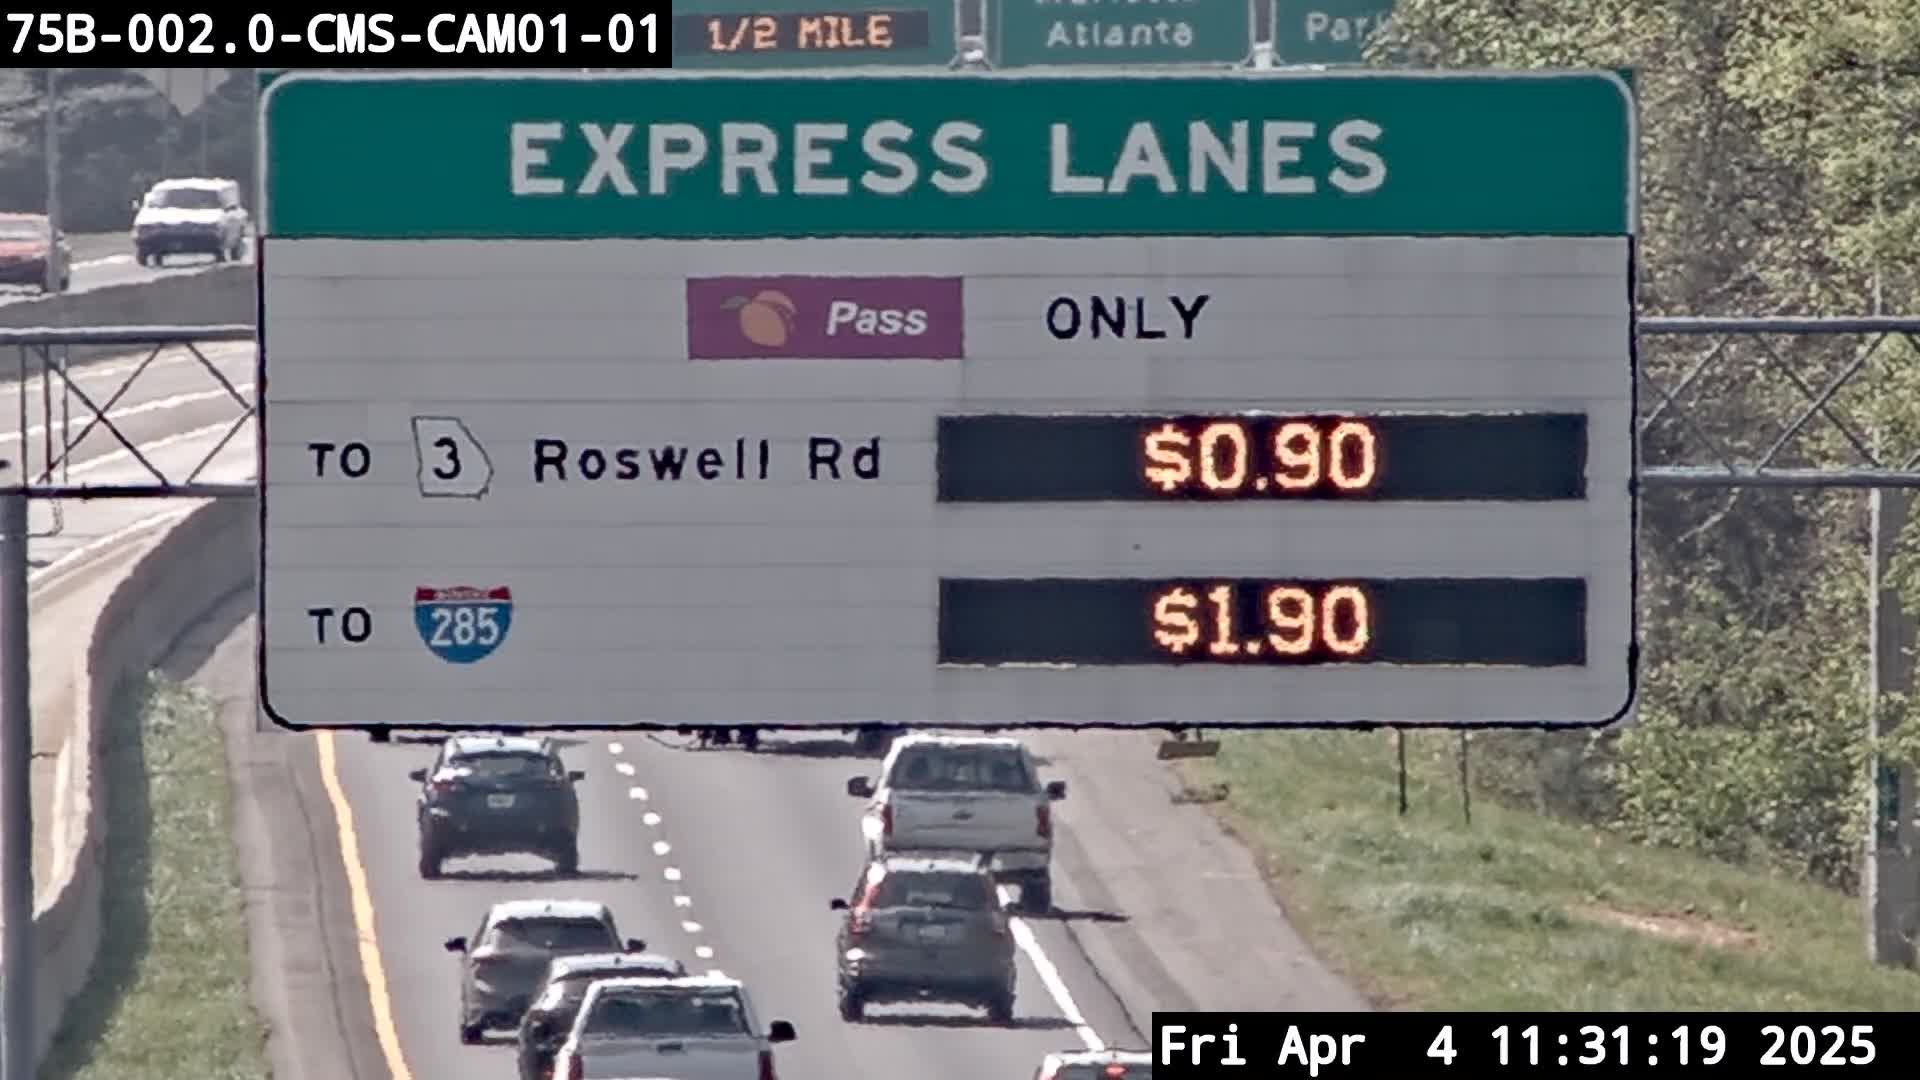 75B-002.0-CMS-CAM01-01
1/2 MILE
Atlanta
EXPRESS LANES
Pass ONLY
TO 3 Roswell Rd $0.90
TO 285 $1.90
Fri Apr 4 11:31:19 2025